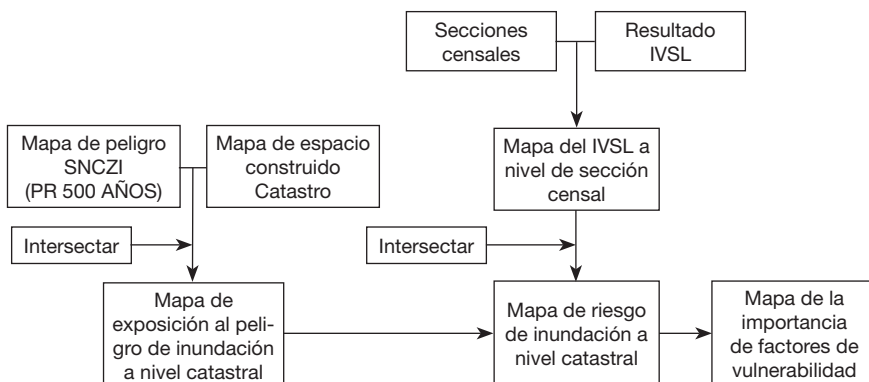 Secciones
censales
Resultado
IVSL
Mapa de peligro
SNCZI
(PR 500 AÑOS)
Mapa de espacio
construido
Catastro
Mapa del IVSL a
nivel de sección
censal
Intersectar
Intersectar
Mapa de
exposición al peli-
gro de inundación
a nivel catastral
Mapa de riesgo
de inundación a
nivel catastral
Mapa de la
importancia
de factores de
vulnerabilidad